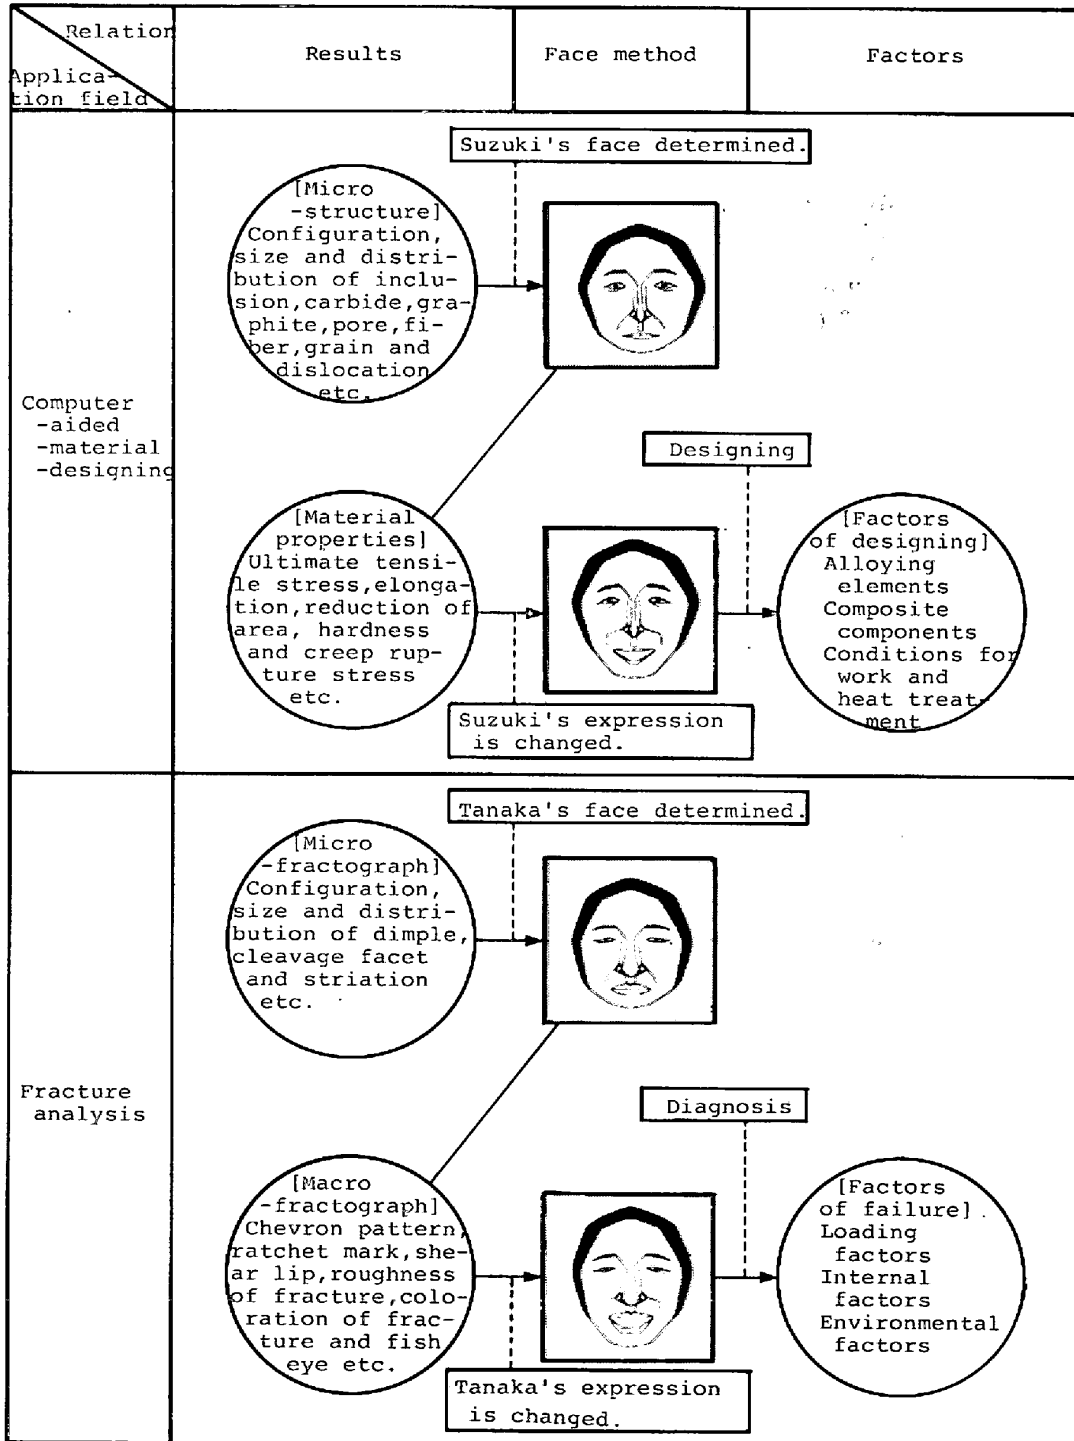 Relation
Applica-
tion field
Results
Face method
Factors
Computer
-aided
-material
-designing
Suzuki's face determined.
[Micro
-structure]
Configuration,
size and distri-
bution of inclu-
sion,carbide,gra-
phite,pore,fi-
ber,grain and
dislocation
etc.
Designing
[Material
properties]
Ultimate tensi-
le stress,elonga-
tion,reduction of
area, hardness
and creep rup-
ture stress
etc.
[Factors
of designing]
Alloying
elements
Composite
components
Conditions for
work and
heat treat-
ment
Suzuki's expression
is changed.
Fracture
analysis
Tanaka's face determined.
[Micro
-fractograph]
Configuration,
size and distri-
bution of dimple,
cleavage facet
and striation
etc.
Diagnosis
[Macro
-fractograph]
Chevron pattern,
ratchet mark,she-
ar lip,roughness
of fracture,colo-
ration of frac-
ture and fish
eye etc.
[Factors
of failure]
Loading
factors
Internal
factors
Environmental
factors
Tanaka's expression
is changed.